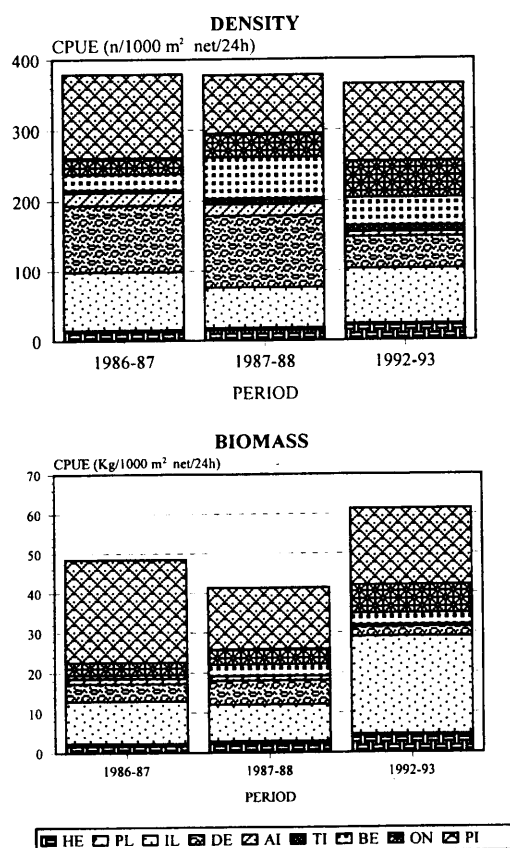 DENSITY
CPUE (n/1000 m² net/24h)
400
300
200
100
0
1986-87 1987-88 1992-93
PERIOD
BIOMASS
CPUE (Kg/1000 m² net/24h)
70
60
50
40
30
20
10
0
1986-87 1987-88 1992-93
PERIOD
HE PL IL DE AI TI BE ON PI